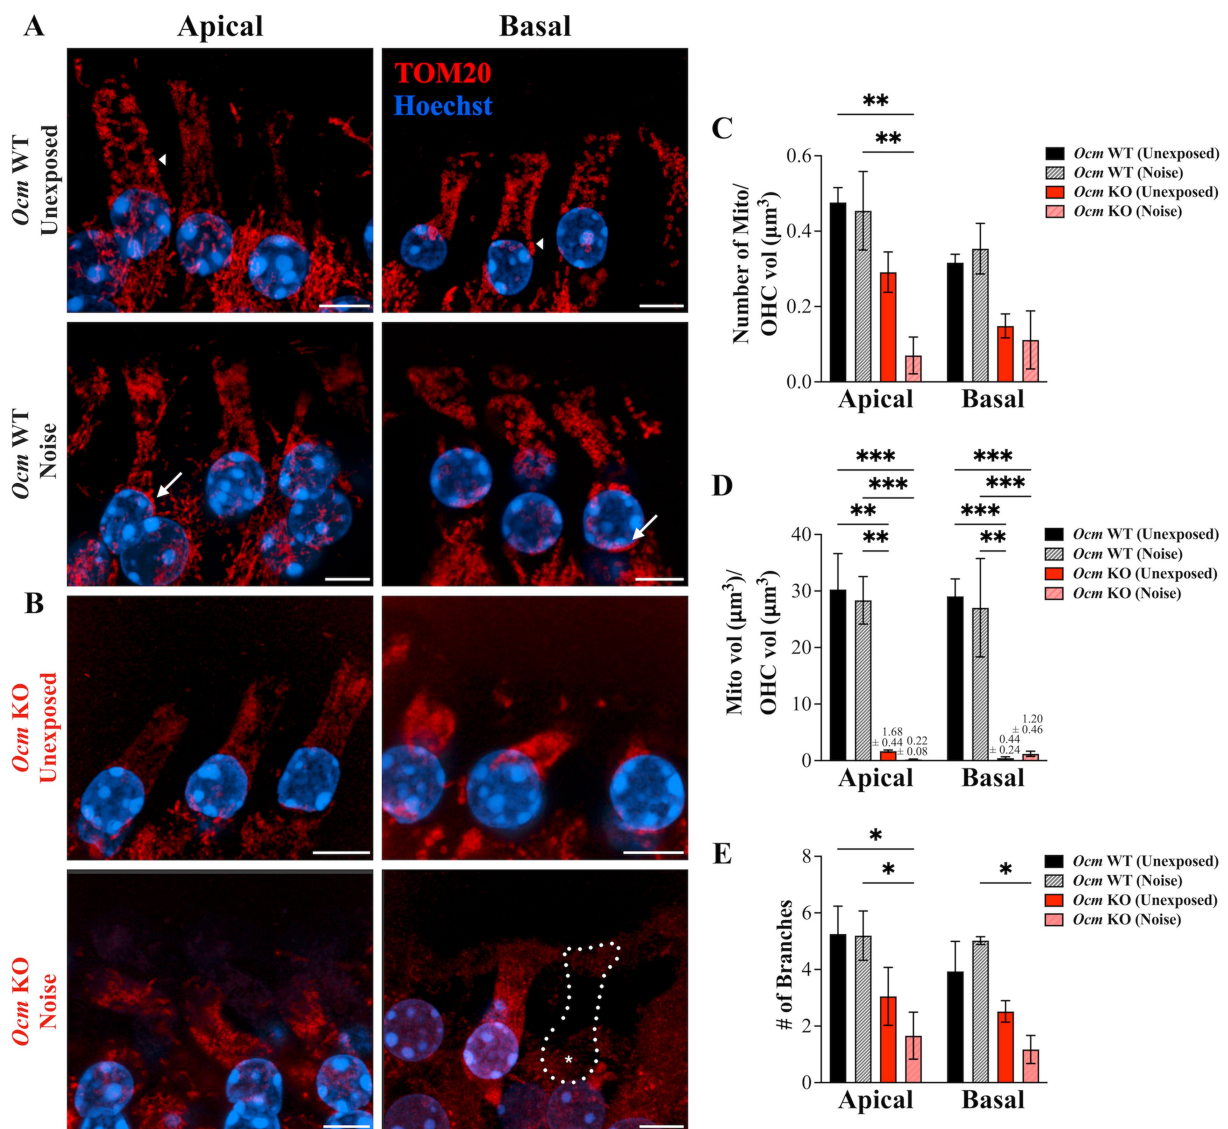 A
Apical
Basal
Ocm WT
Unexposed
TOM20
Hoechst
Ocm WT
Noise
B
Ocm KO
Unexposed
Ocm KO
Noise
*
C
**
**
Number of Mito/
OHC vol (μm³)
0.6
0.4
0.2
0.0
Apical
Basal
Ocm WT (Unexposed)
Ocm WT (Noise)
Ocm KO (Unexposed)
Ocm KO (Noise)
D
***
***
**
**
***
***
***
**
Mito vol (μm³)/
OHC vol (μm³)
40
30
20
10
0
1.68
± 0.44
0.22
± 0.08
0.44
± 0.24
1.20
± 0.46
Apical
Basal
Ocm WT (Unexposed)
Ocm WT (Noise)
Ocm KO (Unexposed)
Ocm KO (Noise)
E
*
*
*
# of Branches
8
6
4
2
0
Apical
Basal
Ocm WT (Unexposed)
Ocm WT (Noise)
Ocm KO (Unexposed)
Ocm KO (Noise)